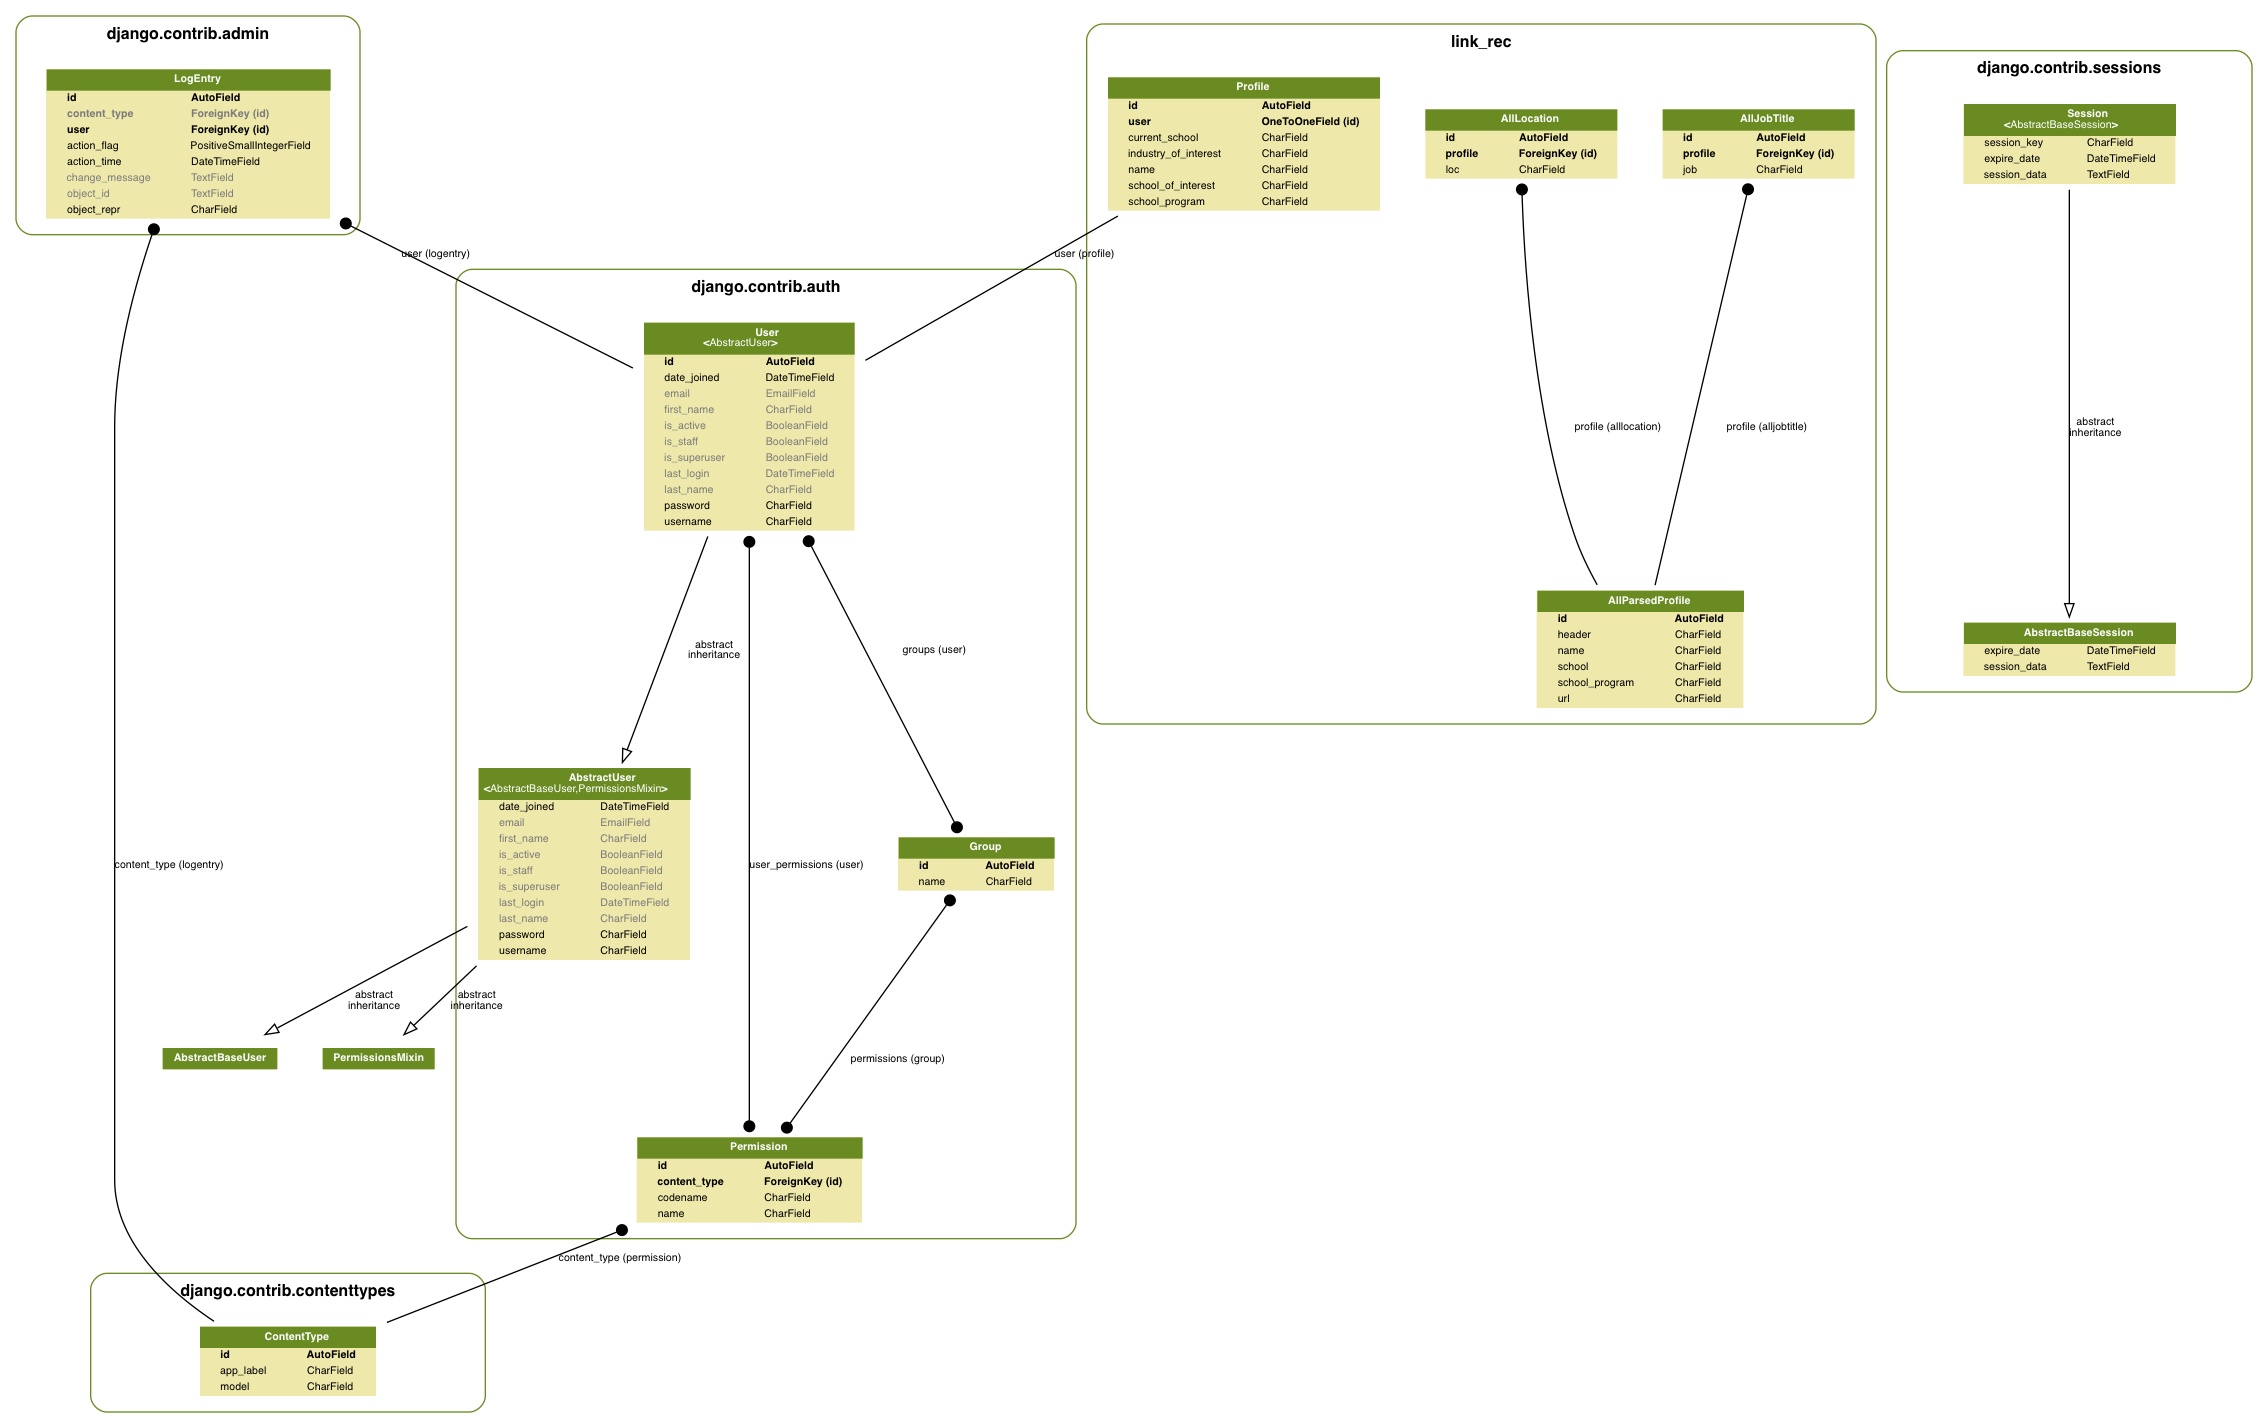 django.contrib.admin
LogEntry
id AutoField
content_type ForeignKey (id)
user ForeignKey (id)
action_flag PositiveSmallIntegerField
action_time DateTimeField
change_message TextField
object_id TextField
object_repr CharField
user (logentry)
content_type (logentry)
django.contrib.auth
User
<AbstractUser>
id AutoField
date_joined DateTimeField
email EmailField
first_name CharField
is_active BooleanField
is_staff BooleanField
is_superuser BooleanField
last_login DateTimeField
last_name CharField
password CharField
username CharField
abstract
inheritance
groups (user)
user_permissions (user)
AbstractUser
<AbstractBaseUser,PermissionsMixin>
date_joined DateTimeField
email EmailField
first_name CharField
is_active BooleanField
is_staff BooleanField
is_superuser BooleanField
last_login DateTimeField
last_name CharField
password CharField
username CharField
Group
id AutoField
name CharField
abstract
inheritance
abstract
inheritance
AbstractBaseUser
PermissionsMixin
permissions (group)
Permission
id AutoField
content_type ForeignKey (id)
codename CharField
name CharField
content_type (permission)
django.contrib.contenttypes
ContentType
id AutoField
app_label CharField
model CharField
link_rec
Profile
id AutoField
user OneToOneField (id)
current_school CharField
industry_of_interest CharField
name CharField
school_of_interest CharField
school_program CharField
user (profile)
AllLocation
id AutoField
profile ForeignKey (id)
loc CharField
AllJobTitle
id AutoField
profile ForeignKey (id)
job CharField
profile (alllocation)
profile (alljobtitle)
AllParsedProfile
id AutoField
header CharField
name CharField
school CharField
school_program CharField
url CharField
django.contrib.sessions
Session
<AbstractBaseSession>
session_key CharField
expire_date DateTimeField
session_data TextField
abstract
inheritance
AbstractBaseSession
expire_date DateTimeField
session_data TextField